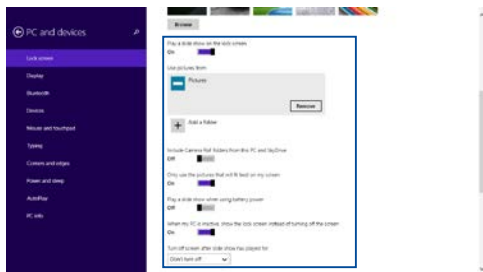 PC and devices
Lock screen
Display
Bluetooth
Devices
Mouse and touchpad
Typing
Corners and edges
Power and sleep
AutoPlay
PC info
Browse
Play a slide show on the lock screen
On
Use pictures from
Pictures
Remove
Add a folder
Include Camera Roll folders from this PC and SkyDrive
Off
Only use the pictures that will fit best on my screen
On
Play a slide show when using battery power
Off
When my PC is inactive, show the lock screen instead of turning off the screen
On
Turn off screen after slide show has played for
Don't turn off